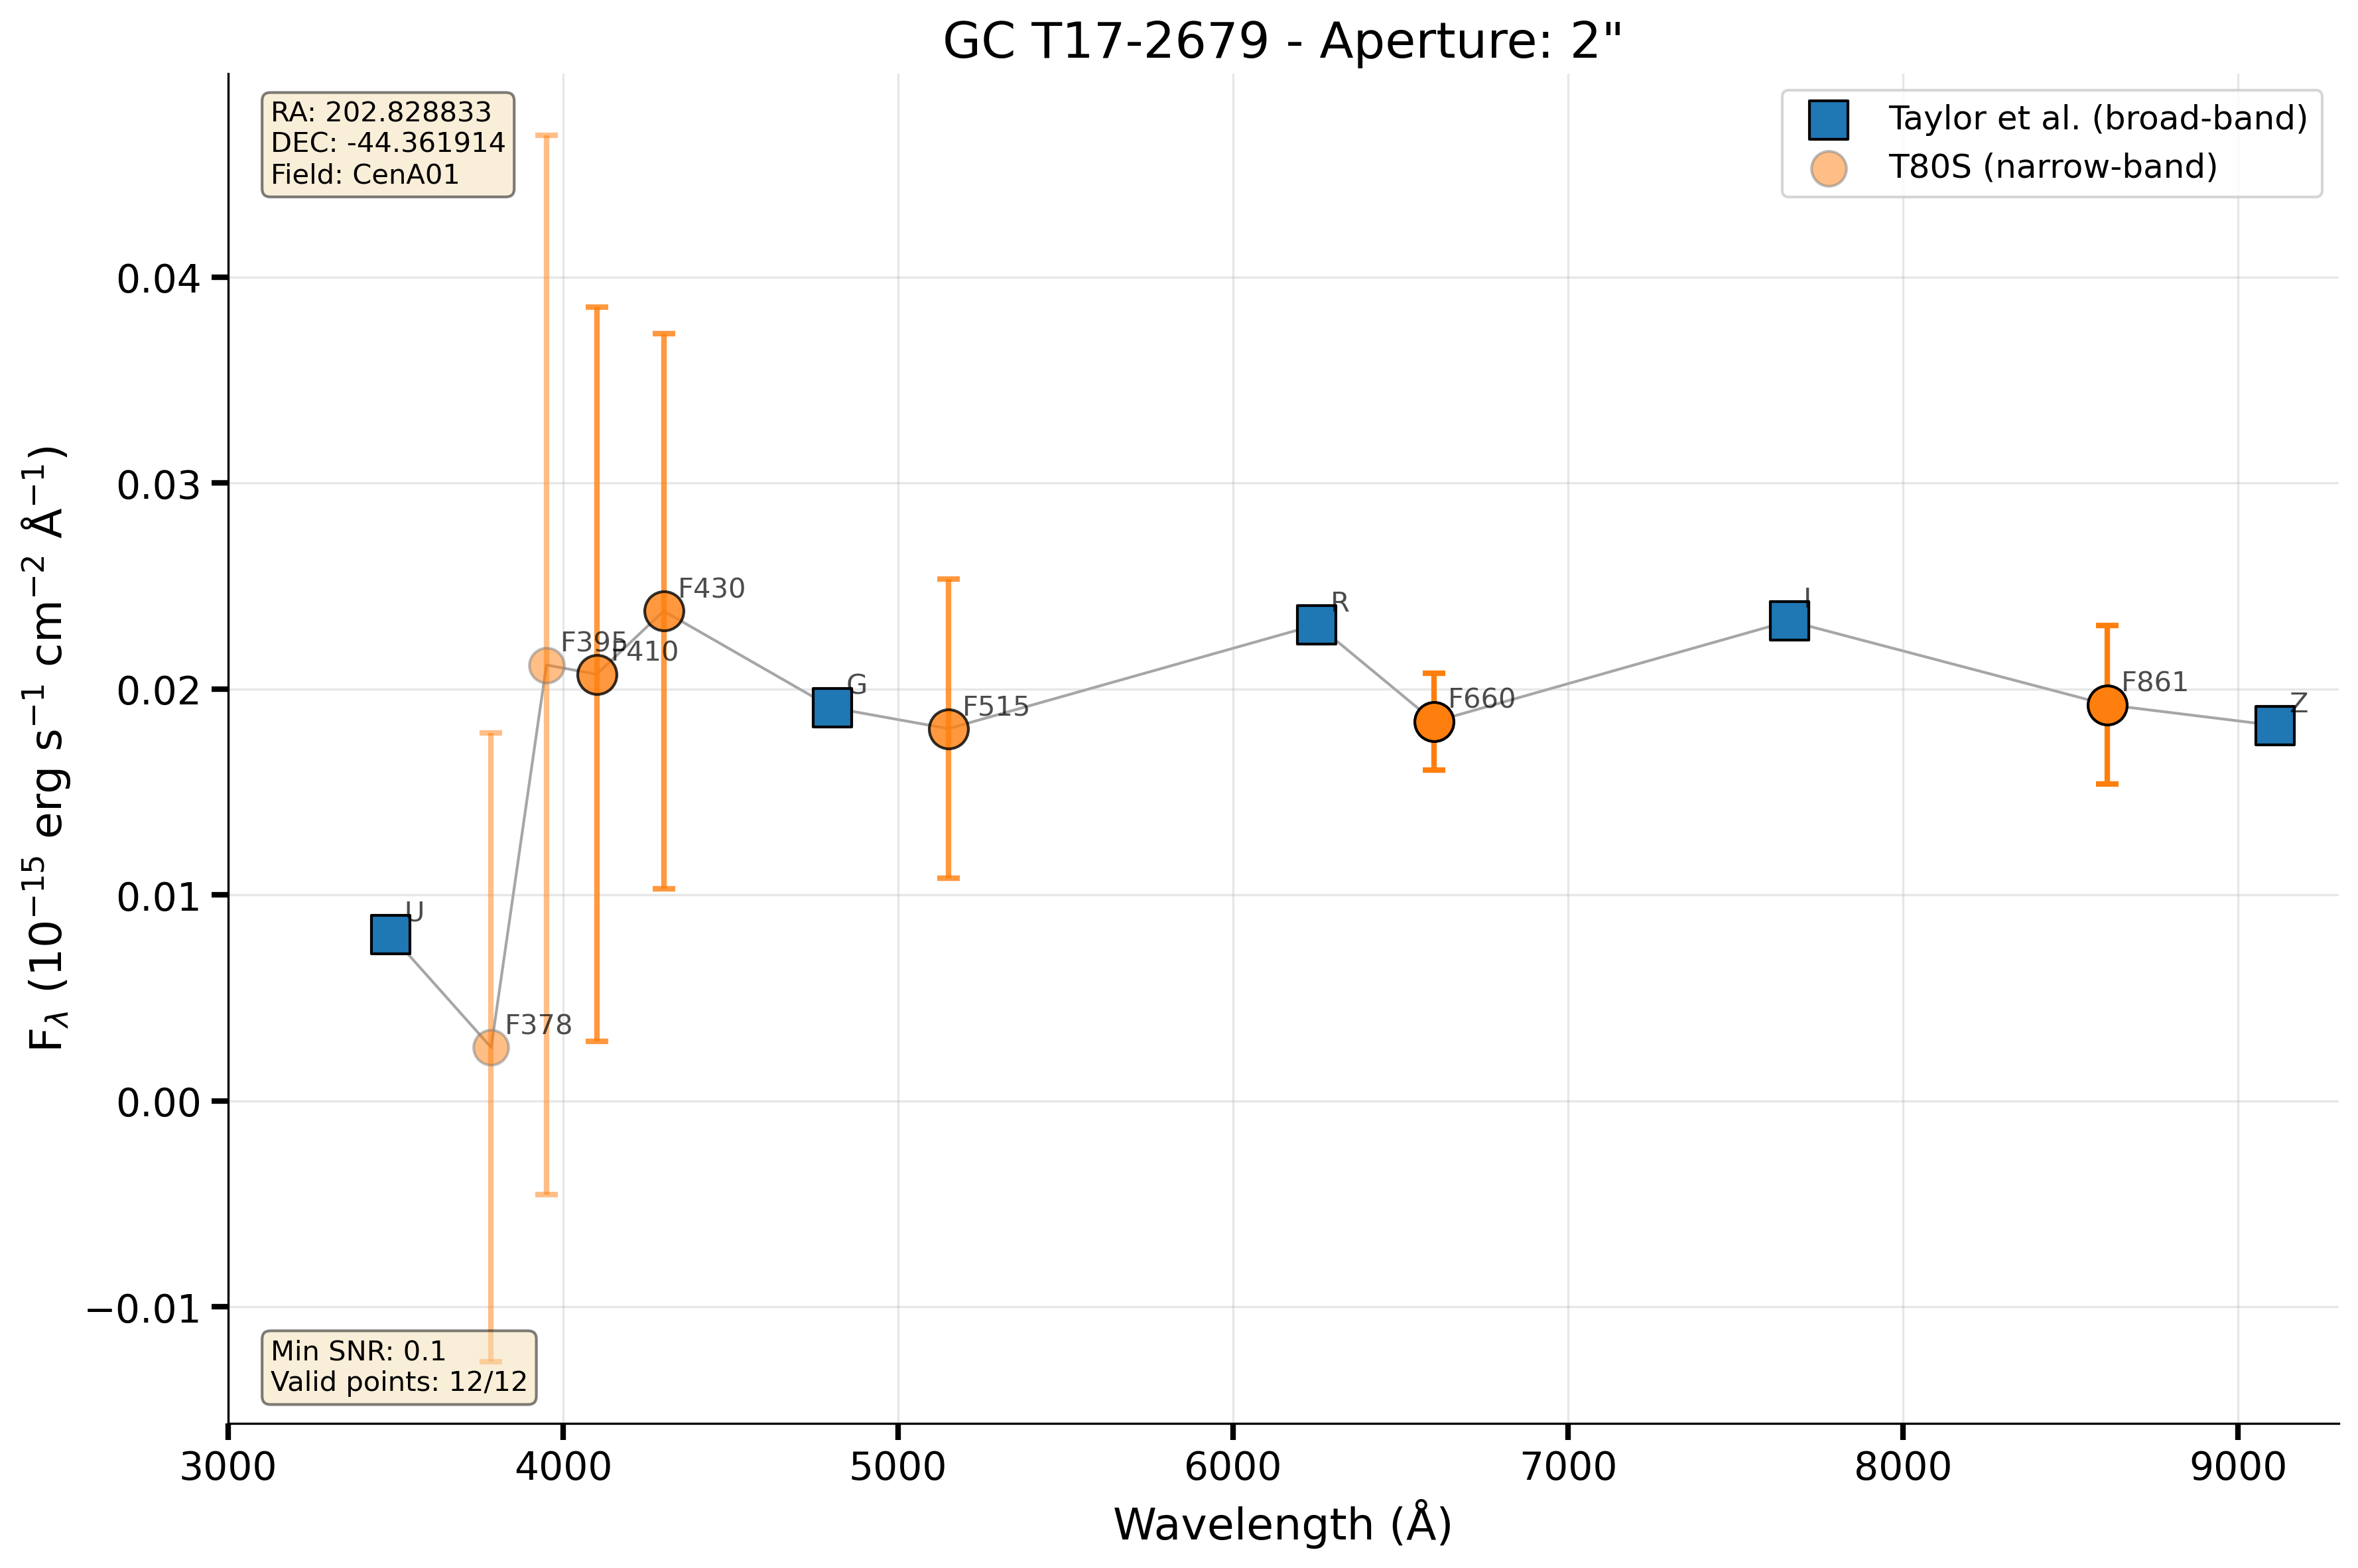 GC T17-2679 - Aperture: 2"
RA: 202.828833
DEC: -44.361914
Field: CenA01
Taylor et al. (broad-band)
T80S (narrow-band)
0.04
0.03
0.02
0.01
0.00
−0.01
F_λ (10⁻¹⁵ erg s⁻¹ cm⁻² Å⁻¹)
U
F378
F395
F410
F430
G
F515
R
F660
I
F861
Z
Min SNR: 0.1
Valid points: 12/12
3000 4000 5000 6000 7000 8000 9000
Wavelength (Å)